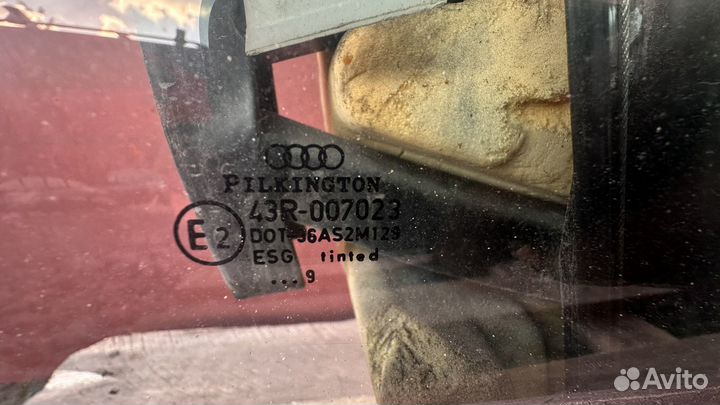 PILKINGTON
43R-007023
E2
DOT-36AS2M129
ESG tinted
...9
Avito